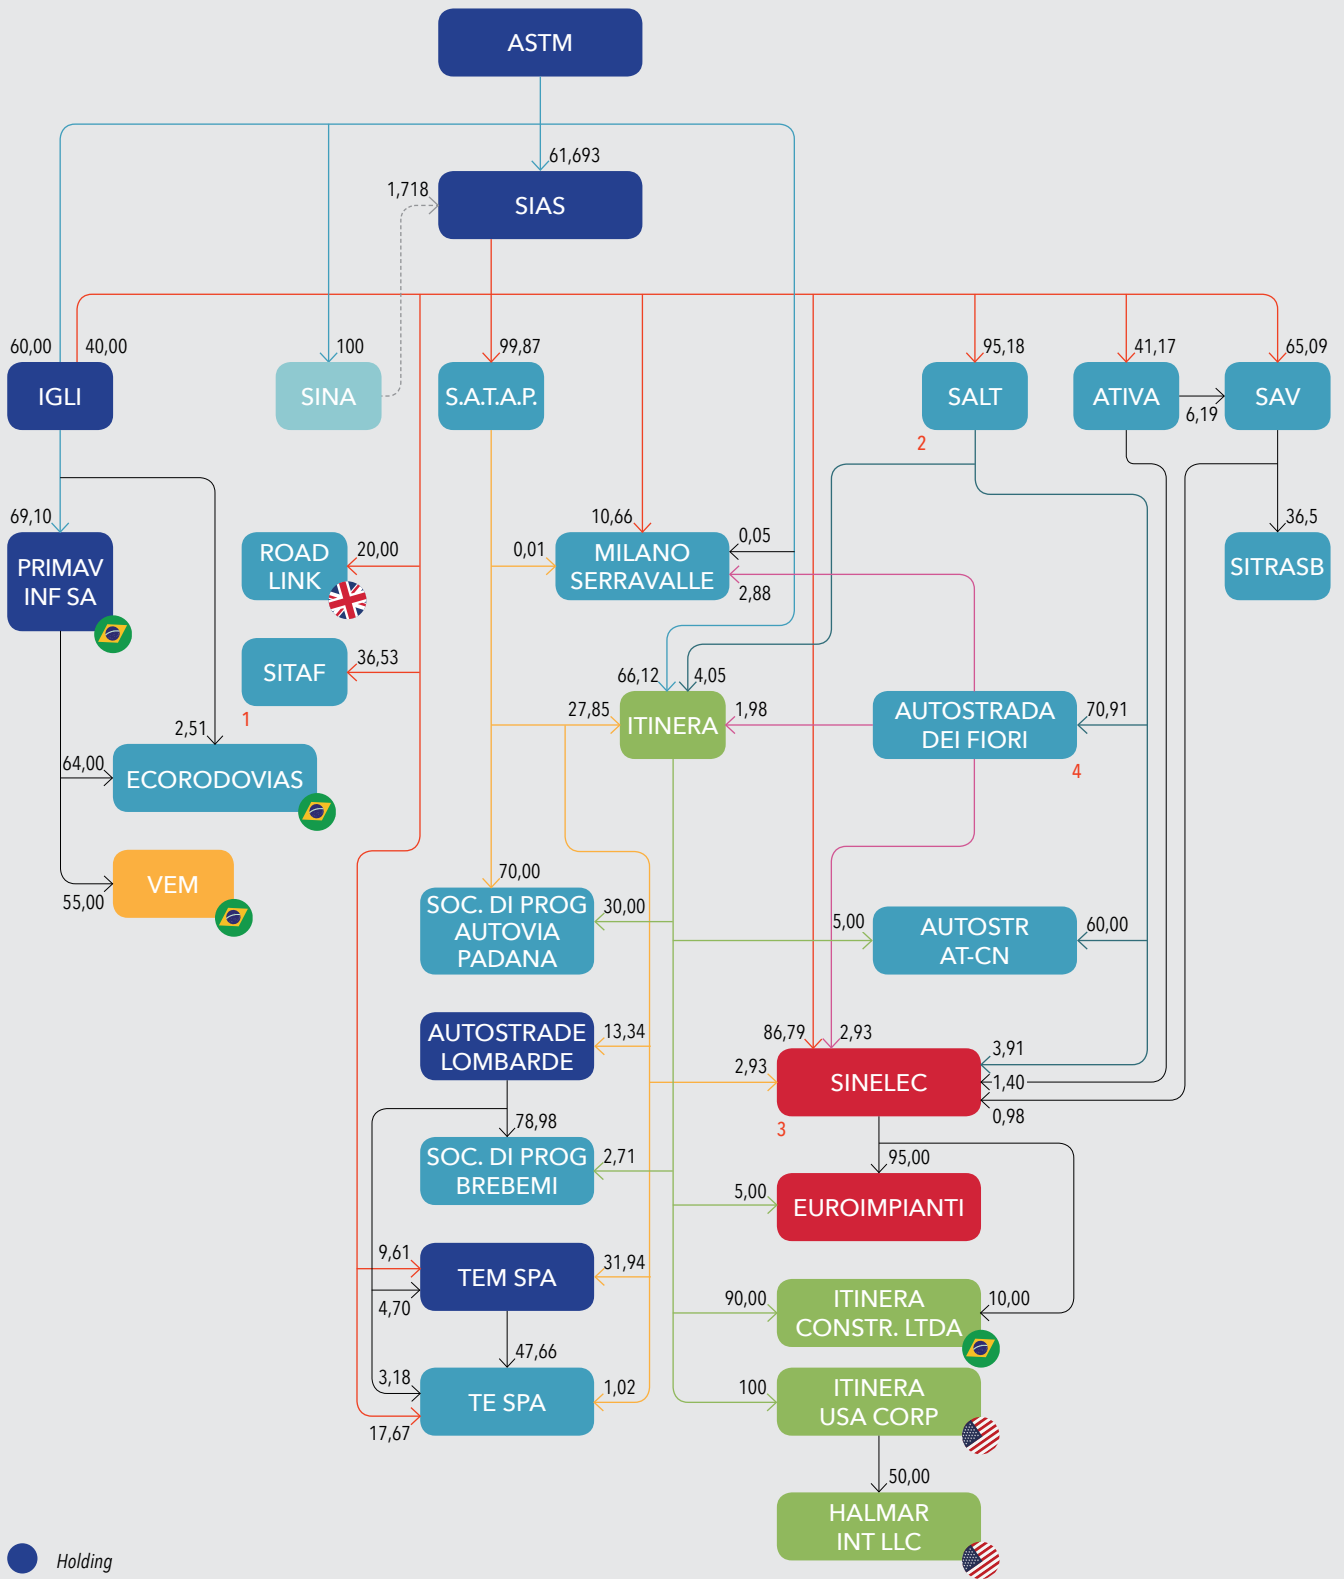 ASTM
61,693
1,718
SIAS
60,00
40,00
100
99,87
95,18
41,17
65,09
IGLI
SINA
S.A.T.A.P.
SALT
ATIVA
6,19
SAV
2
69,10
10,66
36,5
PRIMAV
INF SA
ROAD
LINK
20,00
0,01
MILANO
SERRAVALLE
0,05
2,88
SITRASB
SITAF
36,53
1
66,12
4,05
2,51
27,85
ITINERA
1,98
AUTOSTRADA
DEI FIORI
70,91
4
64,00
ECORODOVIAS
VEM
55,00
70,00
SOC. DI PROG
AUTOVIA
PADANA
30,00
5,00
AUTOSTR
AT-CN
60,00
AUTOSTRADE
LOMBARDE
13,34
86,79
2,93
2,93
SINELEC
3,91
1,40
0,98
3
78,98
SOC. DI PROG
BREBEMI
2,71
95,00
5,00
EUROIMPIANTI
9,61
TEM SPA
31,94
4,70
90,00
ITINERA
CONSTR. LTDA
10,00
47,66
3,18
TE SPA
1,02
17,67
100
ITINERA
USA CORP
50,00
HALMAR
INT LLC
Holding